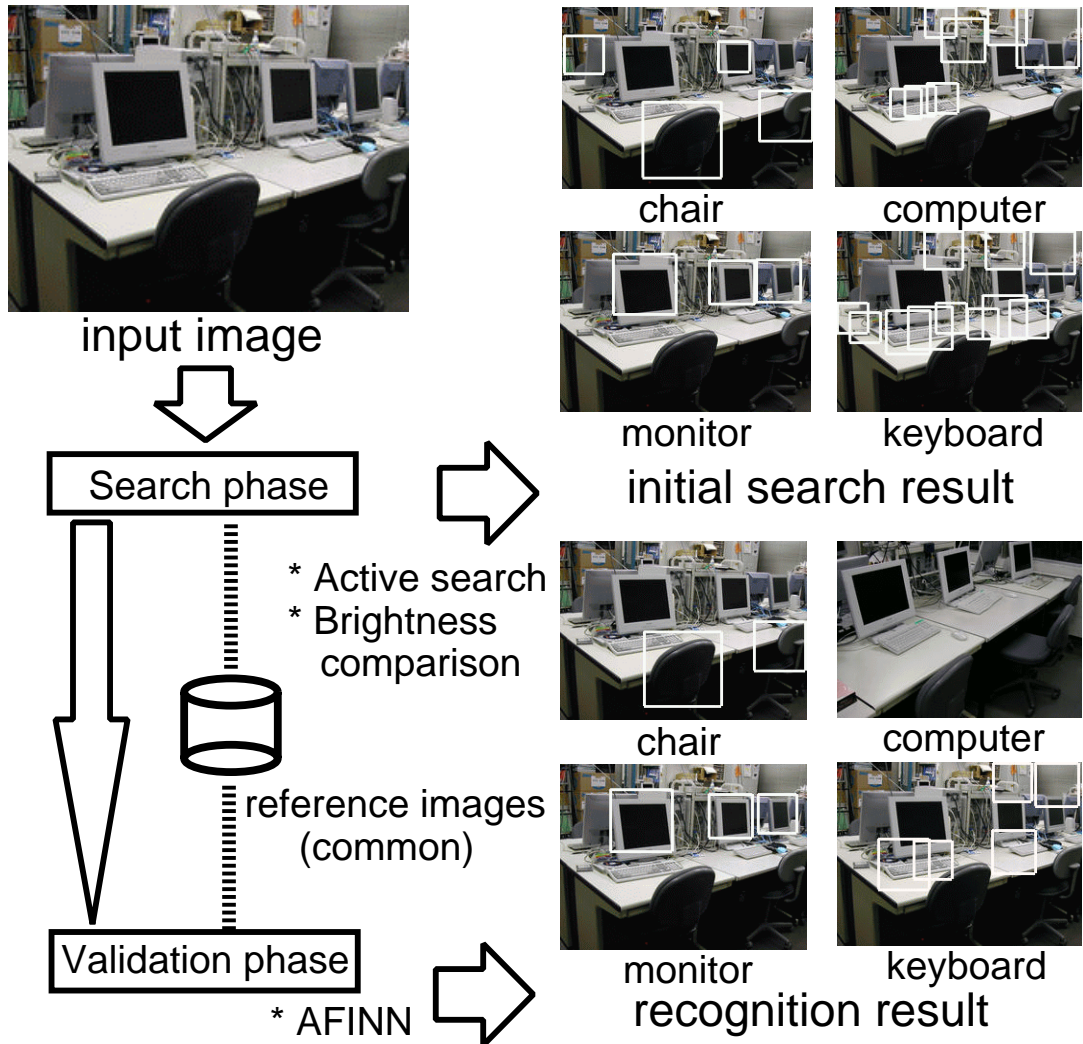 input image
Search phase
* Active search
* Brightness
comparison
reference images
(common)
Validation phase
* AFINN
chair
computer
monitor
keyboard
initial search result
chair
computer
monitor
keyboard
recognition result